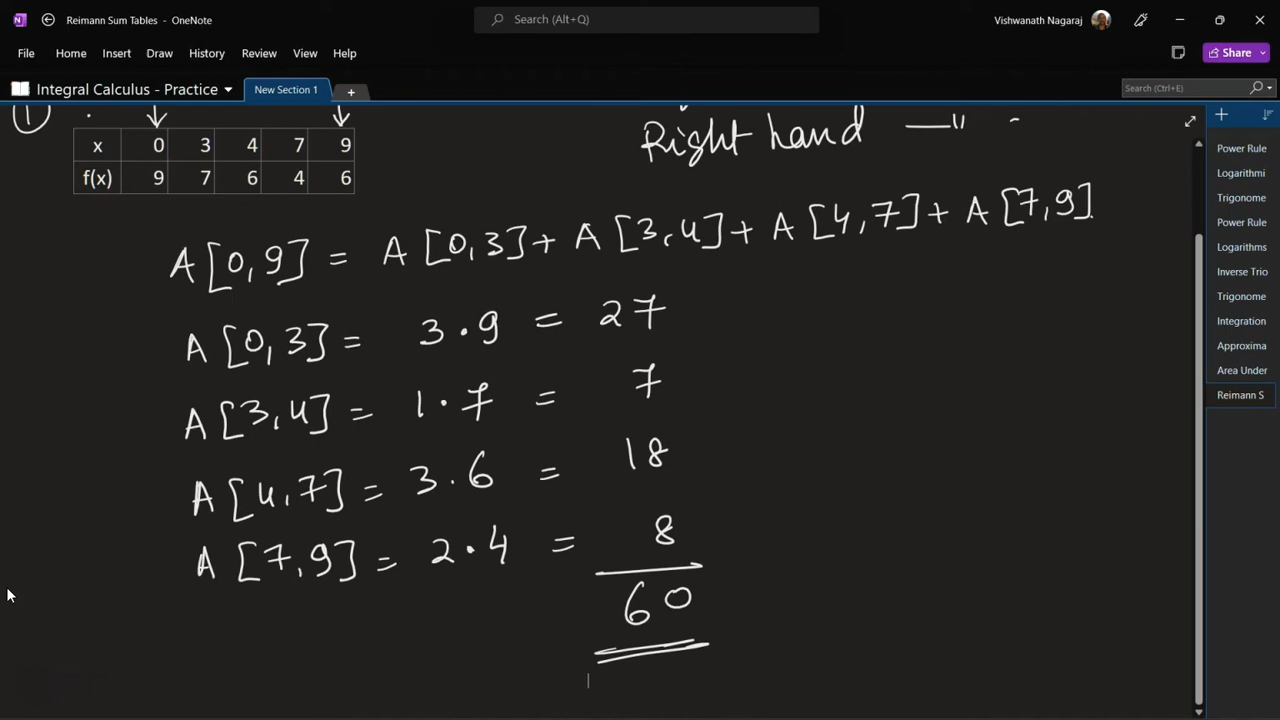 Reimann Sum Tables - OneNote
Search (Alt+Q)
Vishwanath Nagaraj
File Home Insert Draw History Review View Help
Share
Integral Calculus - Practice
New Section 1
+
Search (Ctrl+E)
1
x 0 3 4 7 9
f(x) 9 7 6 4 6
Right hand —"
A[0,9] = A[0,3] + A[3,4] + A[4,7] + A[7,9]
A[0,3] = 3 · 9 = 27
A[3,4] = 1 · 7 = 7
A[4,7] = 3 · 6 = 18
A[7,9] = 2 · 4 = 8
60
Power Rule
Logarithmi
Trigonome
Power Rule
Logarithms
Inverse Trio
Trigonome
Integration
Approxima
Area Under
Reimann S